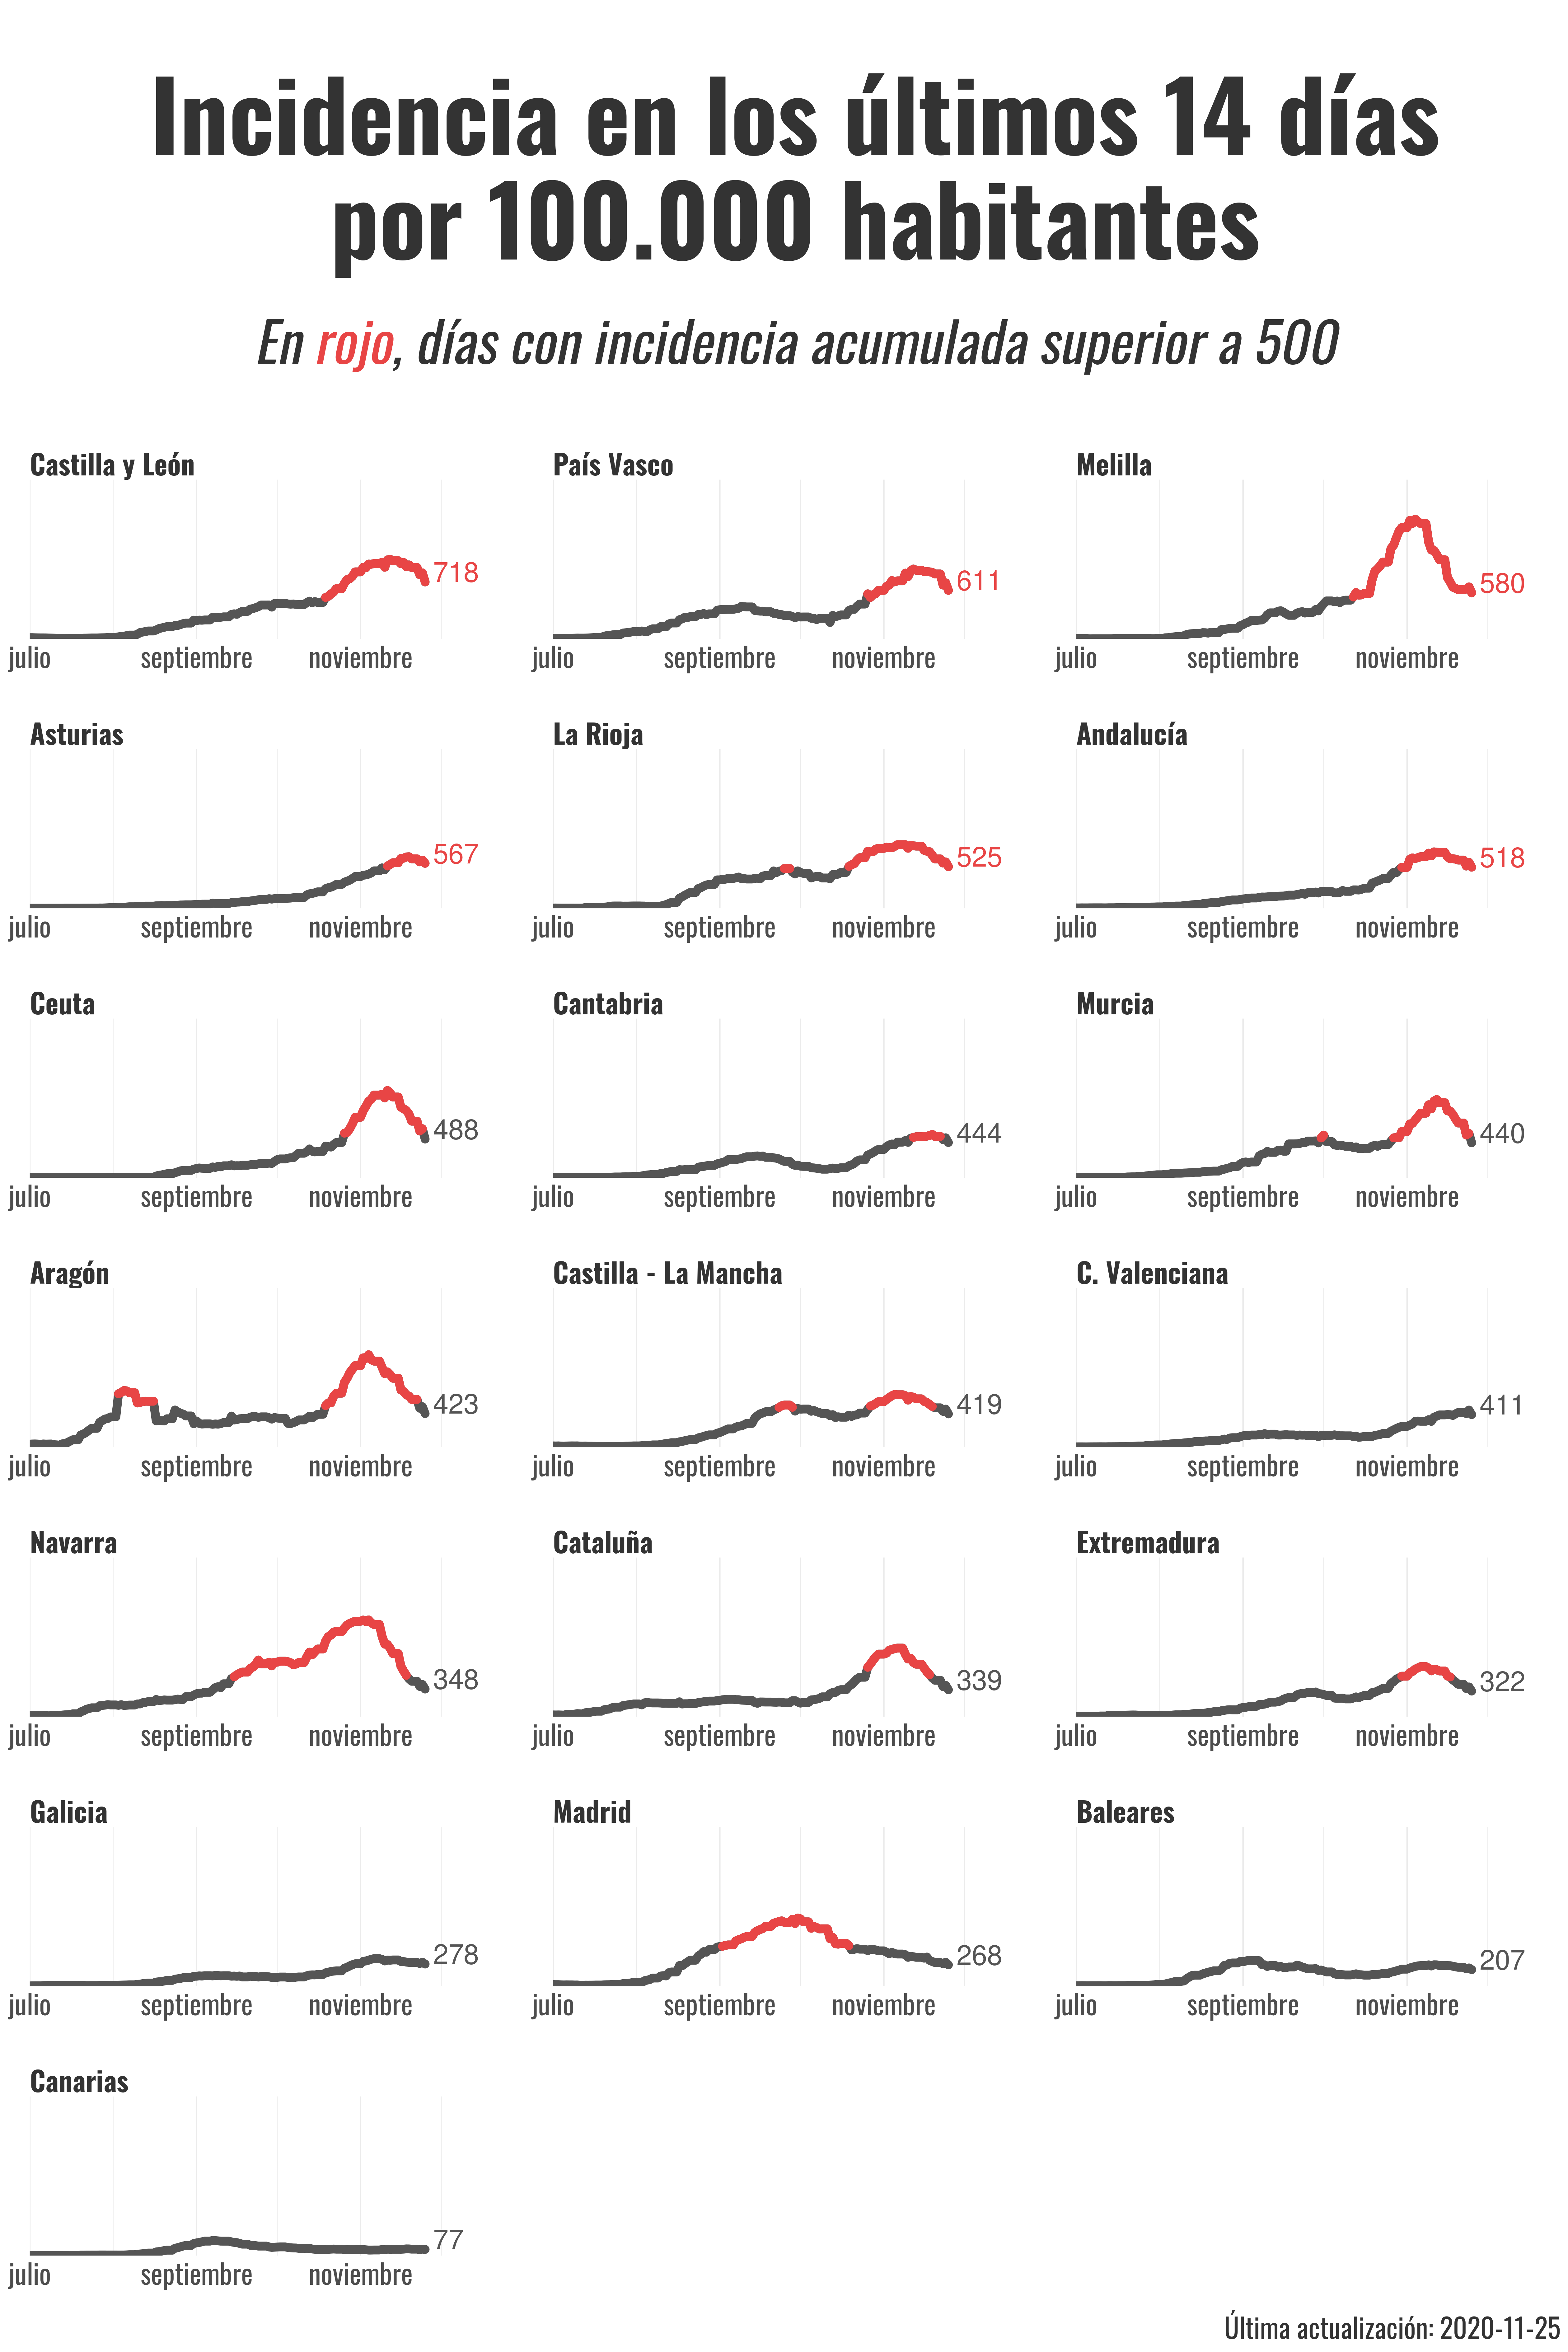 Incidencia en los últimos 14 días
por 100.000 habitantes
En rojo, días con incidencia acumulada superior a 500
Castilla y León
718
julio septiembre noviembre
País Vasco
611
julio septiembre noviembre
Melilla
580
julio septiembre noviembre
Asturias
567
julio septiembre noviembre
La Rioja
525
julio septiembre noviembre
Andalucía
518
julio septiembre noviembre
Ceuta
488
julio septiembre noviembre
Cantabria
444
julio septiembre noviembre
Murcia
440
julio septiembre noviembre
Aragón
423
julio septiembre noviembre
Castilla - La Mancha
419
julio septiembre noviembre
C. Valenciana
411
julio septiembre noviembre
Navarra
348
julio septiembre noviembre
Cataluña
339
julio septiembre noviembre
Extremadura
322
julio septiembre noviembre
Galicia
278
julio septiembre noviembre
Madrid
268
julio septiembre noviembre
Baleares
207
julio septiembre noviembre
Canarias
77
julio septiembre noviembre
Última actualización: 2020-11-25